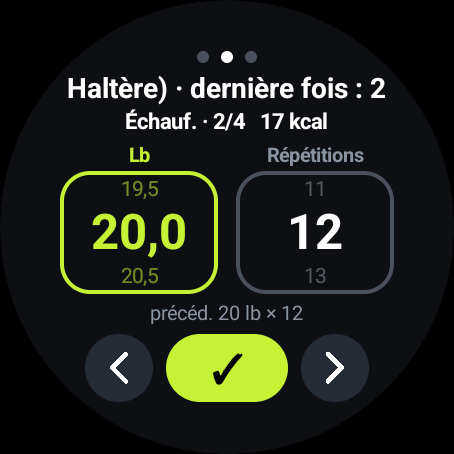 Haltère) · dernière fois : 2
Échauf. · 2/4 17 kcal
Lb Répétitions
19,5 11
20,0 12
20,5 13
précéd. 20 lb × 12